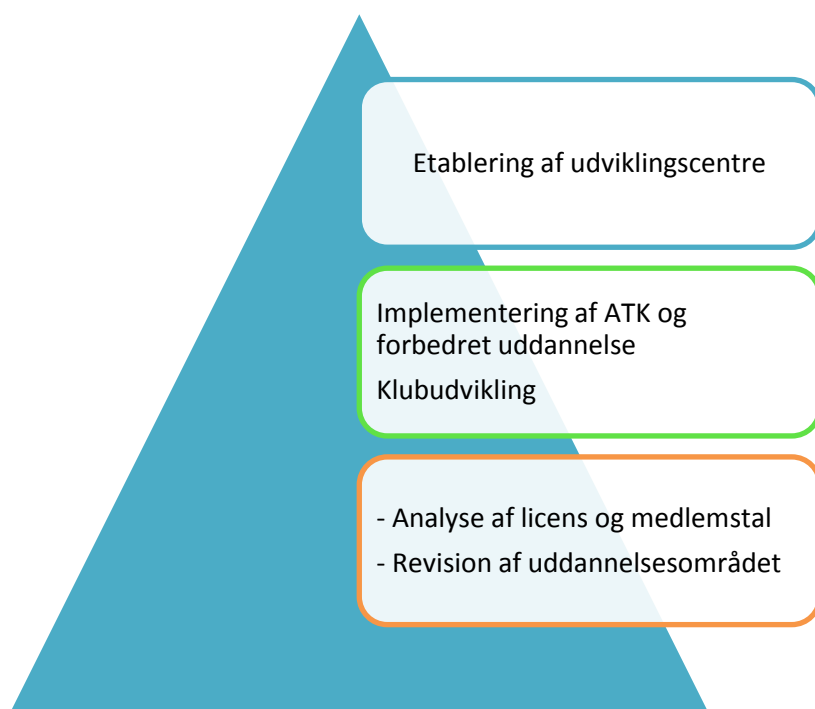 Etablering af udviklingscentre
Implementering af ATK og
forbedret uddannelse
Klubudvikling
- Analyse af licens og medlemstal
- Revision af uddannelsesområdet